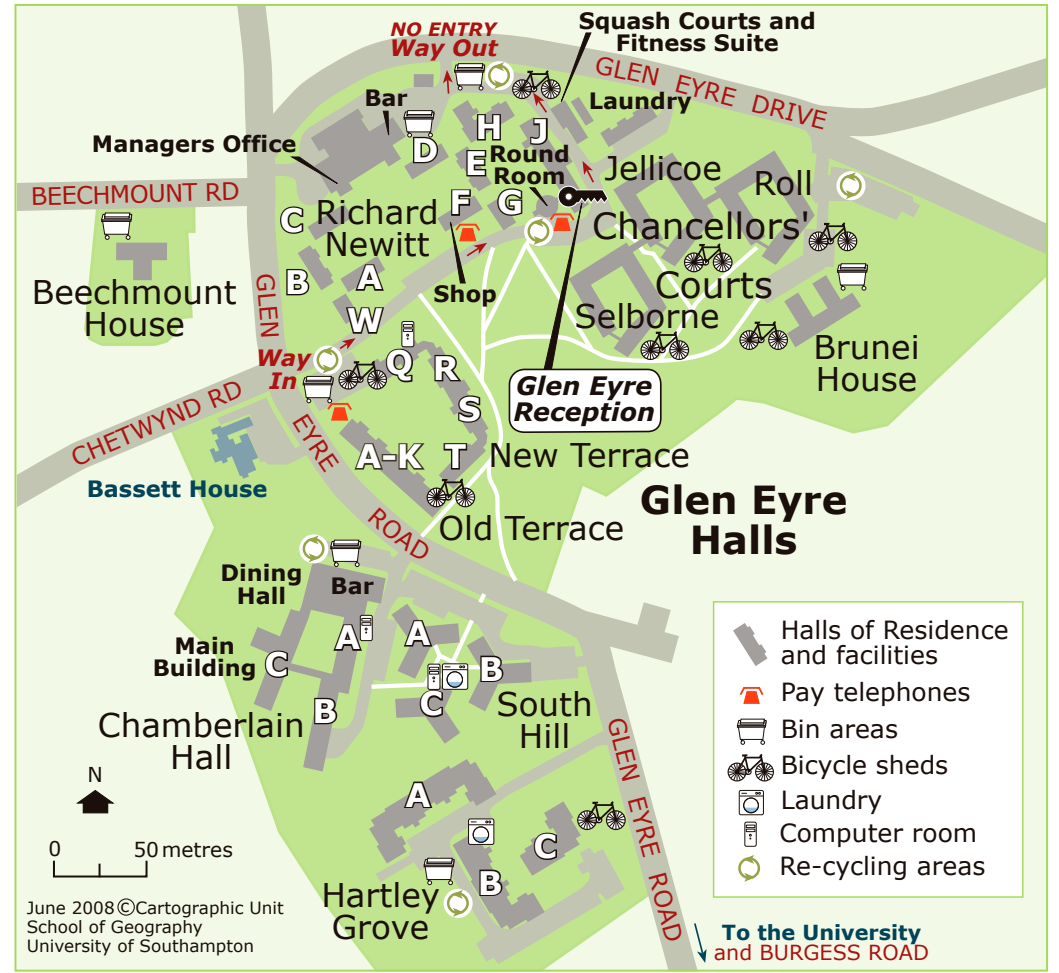 NO ENTRY
Way Out
Squash Courts and
Fitness Suite
GLEN EYRE DRIVE
Bar
Laundry
Managers Office
H
J
D
E
Round
Room
Jellicoe
Roll
BEECHMOUNT RD
C
Richard
Newitt
F
G
Chancellors'
Courts
B
A
Shop
Selborne
Beechmount
House
GLEN
EYRE
ROAD
W
Way
In
Q
R
S
Brunei
House
Glen Eyre
Reception
CHETWYND RD
A-K
T
New Terrace
Bassett House
Old Terrace
Glen Eyre
Halls
Dining
Hall
Bar
Main
Building
A
C
B
Chamberlain
Hall
A
B
C
South
Hill
GLEN EYRE ROAD
A
C
B
Hartley
Grove
N
0 50 metres
June 2008©Cartographic Unit
School of Geography
University of Southampton
Halls of Residence
and facilities
Pay telephones
Bin areas
Bicycle sheds
Laundry
Computer room
Re-cycling areas
To the University
and BURGESS ROAD